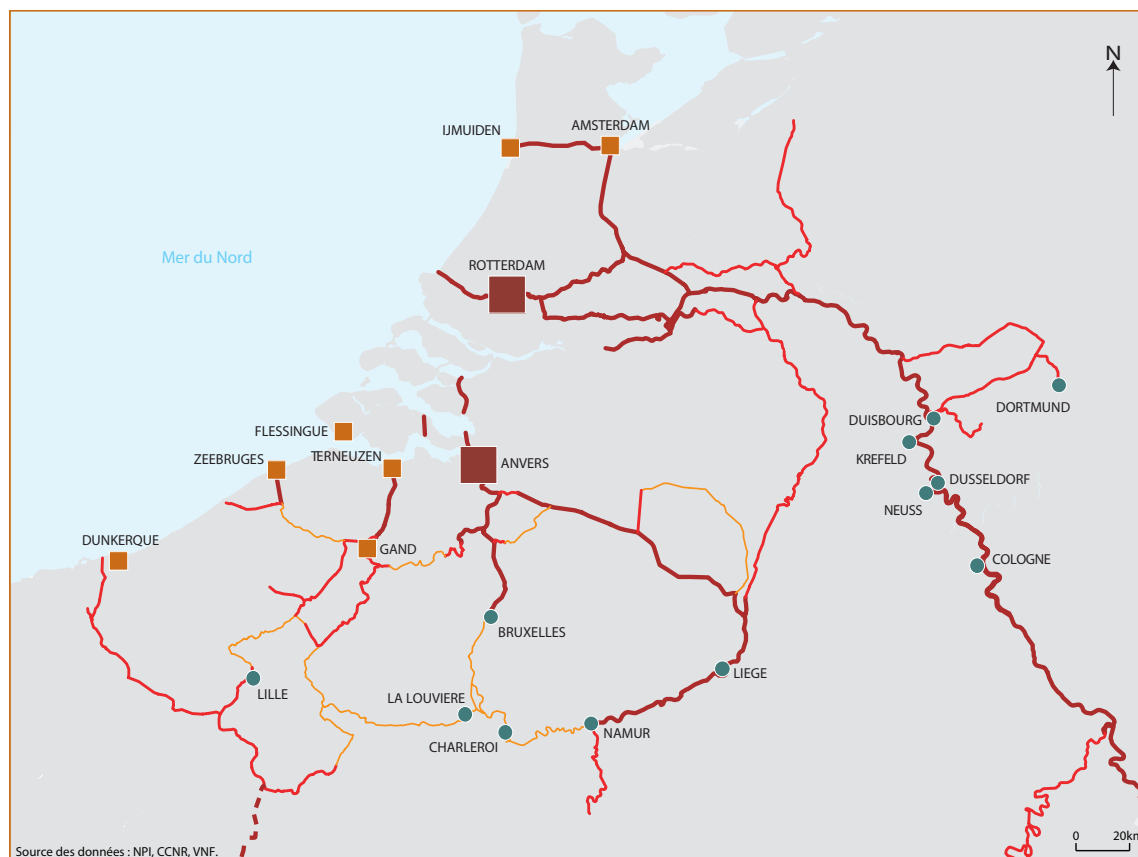 N
IJMUIDEN
AMSTERDAM
Mer du Nord
ROTTERDAM
DORTMUND
DUISBOURG
FLESSINGUE
KREFELD
ZEEBRUGES
TERNEUZEN
ANVERS
DUSSELDORF
NEUSS
DUNKERQUE
GAND
COLOGNE
BRUXELLES
LIEGE
LILLE
LA LOUVIERE
NAMUR
CHARLEROI
0 20km
Source des données : NPI, CCNR, VNF.